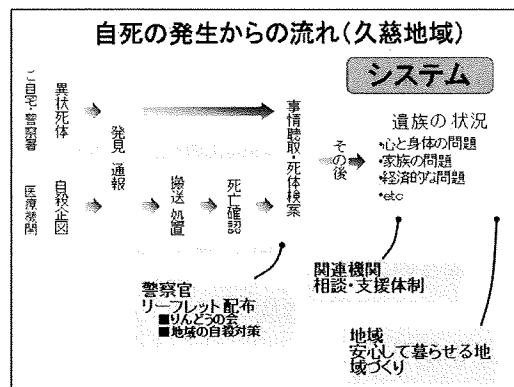 自死の発生からの流れ（久慈地域）
システム
ご自宅・警察署
異状死体
医療機関
自殺企図
発見・通報
搬送・処置
死亡確認
事情聴取・死体検案
その後
遺族の状況
・心と身体の問題
・家族の問題
・経済的な問題
・etc
警察官
リーフレット配布
■りんどうの会
■地域の自殺対策
関連機関
相談・支援体制
地域
安心して暮らせる地
域づくり